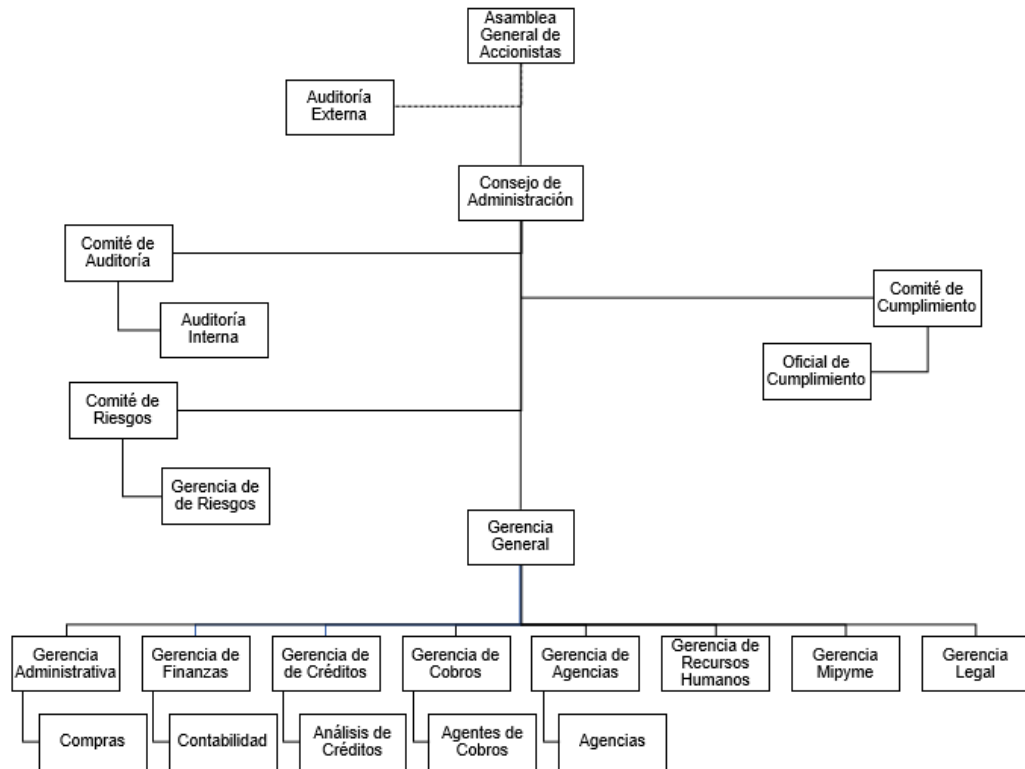 Asamblea
General de
Accionistas
Auditoría
Externa
Consejo de
Administración
Comité de
Auditoría
Auditoría
Interna
Comité de
Cumplimiento
Oficial de
Cumplimiento
Comité de
Riesgos
Gerencia de
de Riesgos
Gerencia
General
Gerencia
Administrativa
Gerencia de
Finanzas
Gerencia de
de Créditos
Gerencia de
Cobros
Gerencia de
Agencias
Gerencia de
Recursos
Humanos
Gerencia
Mipyme
Gerencia
Legal
Compras
Contabilidad
Análisis de
Créditos
Agentes de
Cobros
Agencias